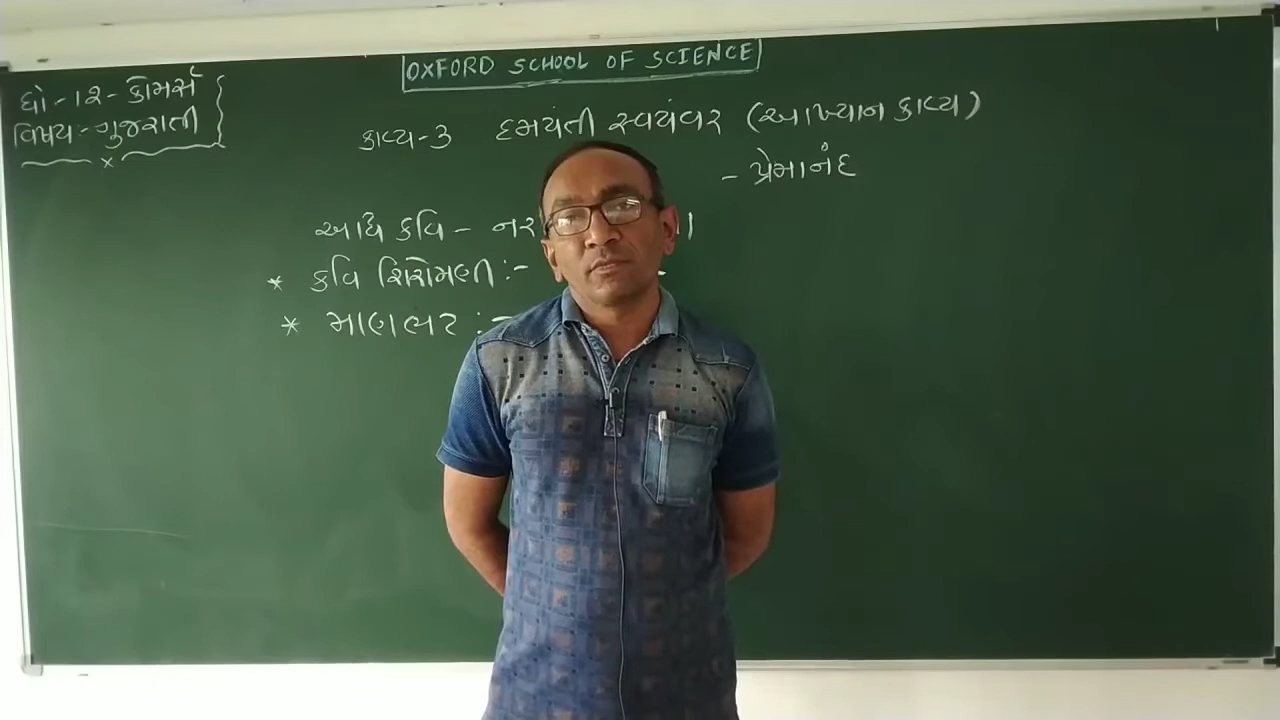 OXFORD SCHOOL OF SCIENCE
ધો-૧૨-કોમર્સ
વિષય-ગુજરાતી
કાવ્ય-૩ દમયંતી સ્વયંવર (આખ્યાન કાવ્ય)
- પ્રેમાનંદ
આદિ કવિ - નર
* કવિ શિરોમણી :-
* માણભટ્ટ :-